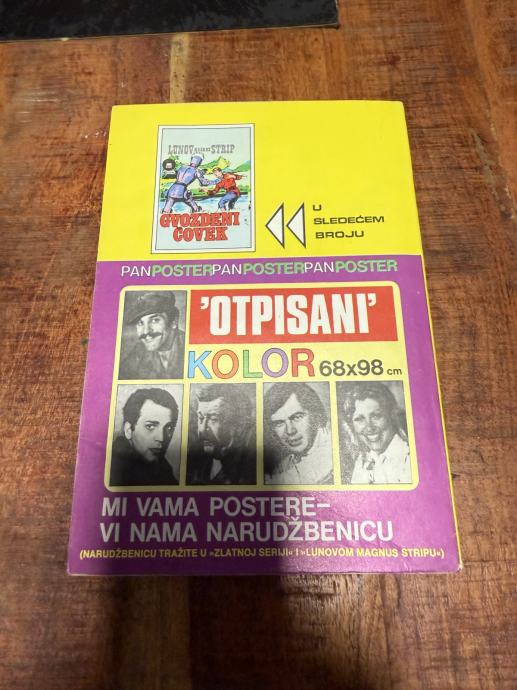 LUNOV MAGNUS STRIP
GVOZDENI
ČOVEK
U
SLEDEĆEM
BROJU
PANPOSTERPANPOSTERPANPOSTER
'OTPISANI'
KOLOR 68x98 cm
MI VAMA POSTERE–
VI NAMA NARUDŽBENICU
(NARUDŽBENICU TRAŽITE U »ZLATNOJ SERIJI« I »LUNOVOM MAGNUS STRIPU«)